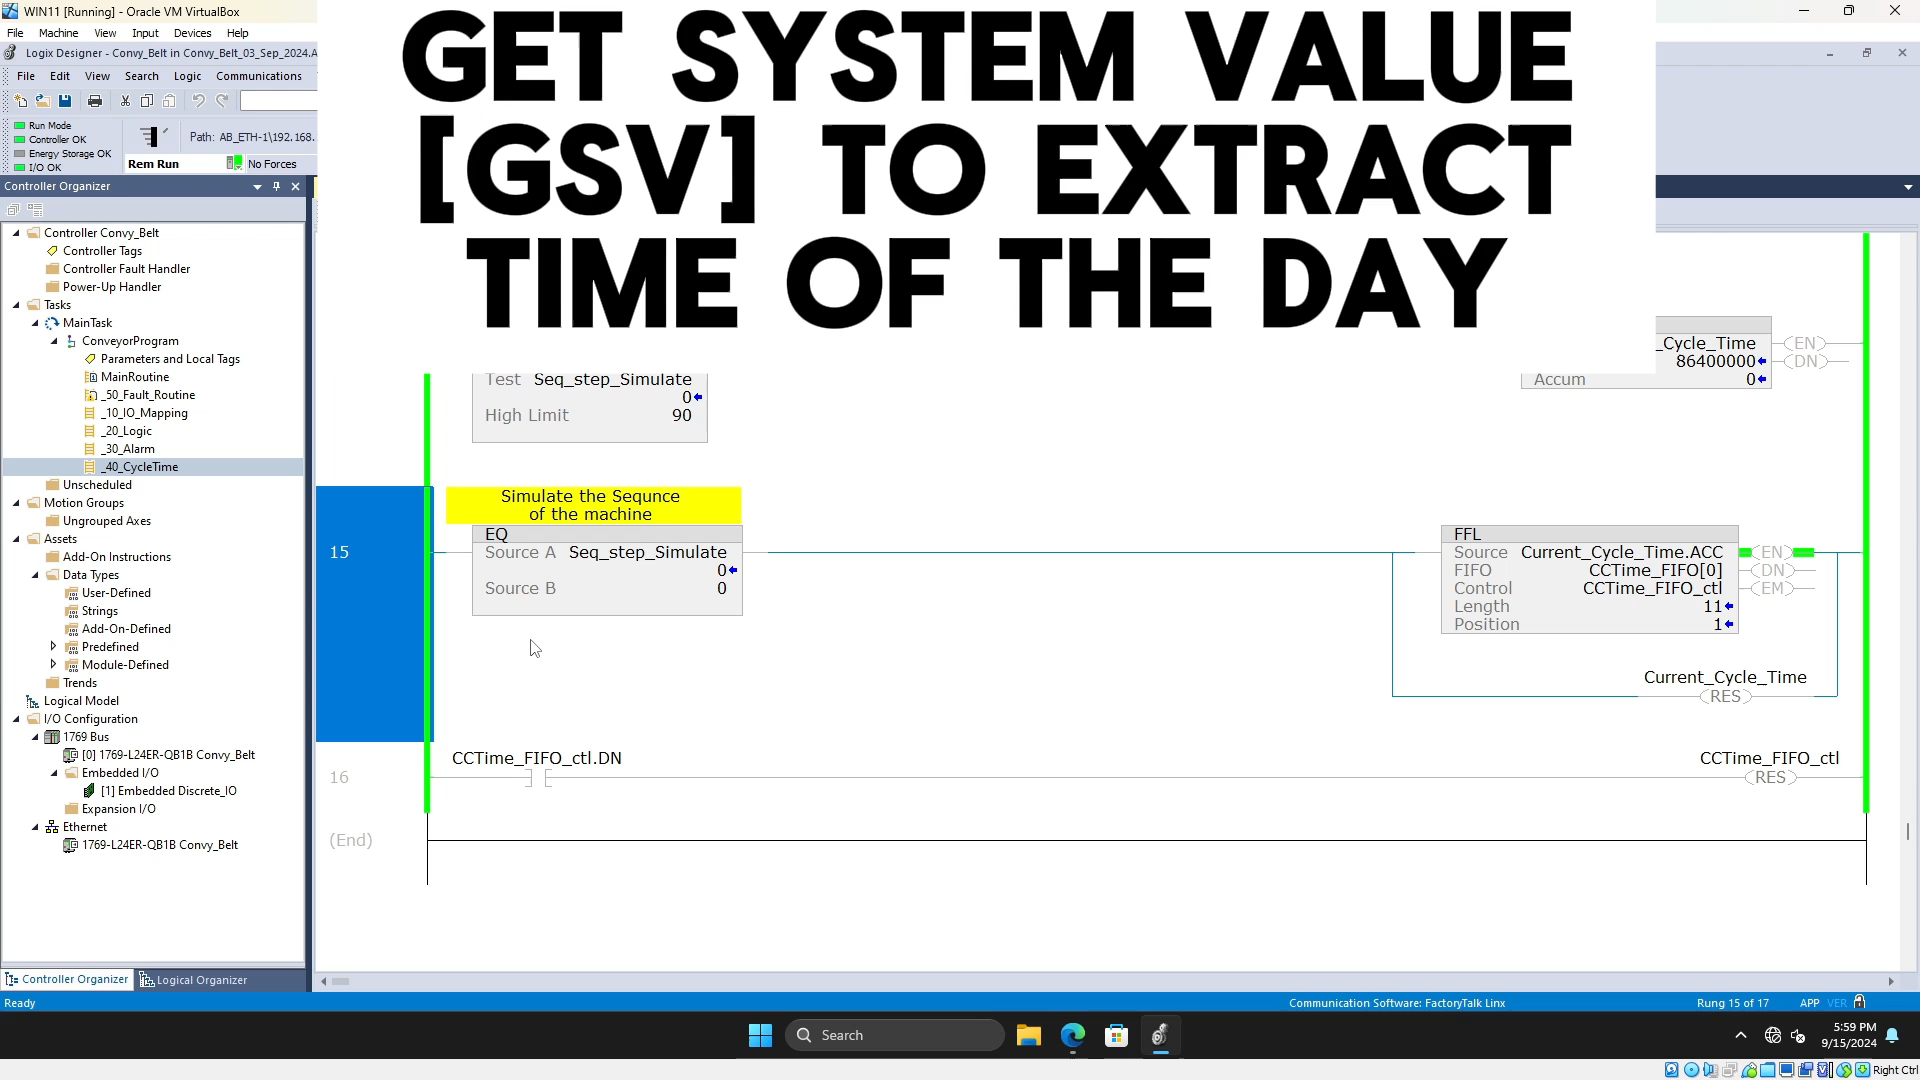 WIN11 [Running] - Oracle VM VirtualBox
File Machine View Input Devices Help
Logix Designer - Convy_Belt in Convy_Belt_03_Sep_2024.A
File Edit View Search Logic Communications
Run Mode
Controller OK
Energy Storage OK
I/O OK
Path: AB_ETH-1\192.168.
Rem Run
No Forces
GET SYSTEM VALUE
[GSV] TO EXTRACT
TIME OF THE DAY
Controller Organizer
Controller Convy_Belt
Controller Tags
Controller Fault Handler
Power-Up Handler
Tasks
MainTask
ConveyorProgram
Parameters and Local Tags
MainRoutine
_50_Fault_Routine
_10_IO_Mapping
_20_Logic
_30_Alarm
_40_CycleTime
Unscheduled
Motion Groups
Ungrouped Axes
Assets
Add-On Instructions
Data Types
User-Defined
Strings
Add-On-Defined
Predefined
Module-Defined
Trends
Logical Model
I/O Configuration
1769 Bus
[0] 1769-L24ER-QB1B Convy_Belt
Embedded I/O
[1] Embedded Discrete_IO
Expansion I/O
Ethernet
1769-L24ER-QB1B Convy_Belt
Controller Organizer
Logical Organizer
Test Seq_step_Simulate
0
High Limit 90
_Cycle_Time
86400000
Accum 0
EN
DN
15
Simulate the Sequnce
of the machine
EQ
Source A Seq_step_Simulate
0
Source B 0
FFL
Source Current_Cycle_Time.ACC
FIFO CCTime_FIFO[0]
Control CCTime_FIFO_ctl
Length 11
Position 1
EN
DN
EM
Current_Cycle_Time
RES
16
CCTime_FIFO_ctl.DN
CCTime_FIFO_ctl
RES
(End)
Ready
Communication Software: FactoryTalk Linx
Rung 15 of 17
APP VER
Search
5:59 PM
9/15/2024
Right Ctrl